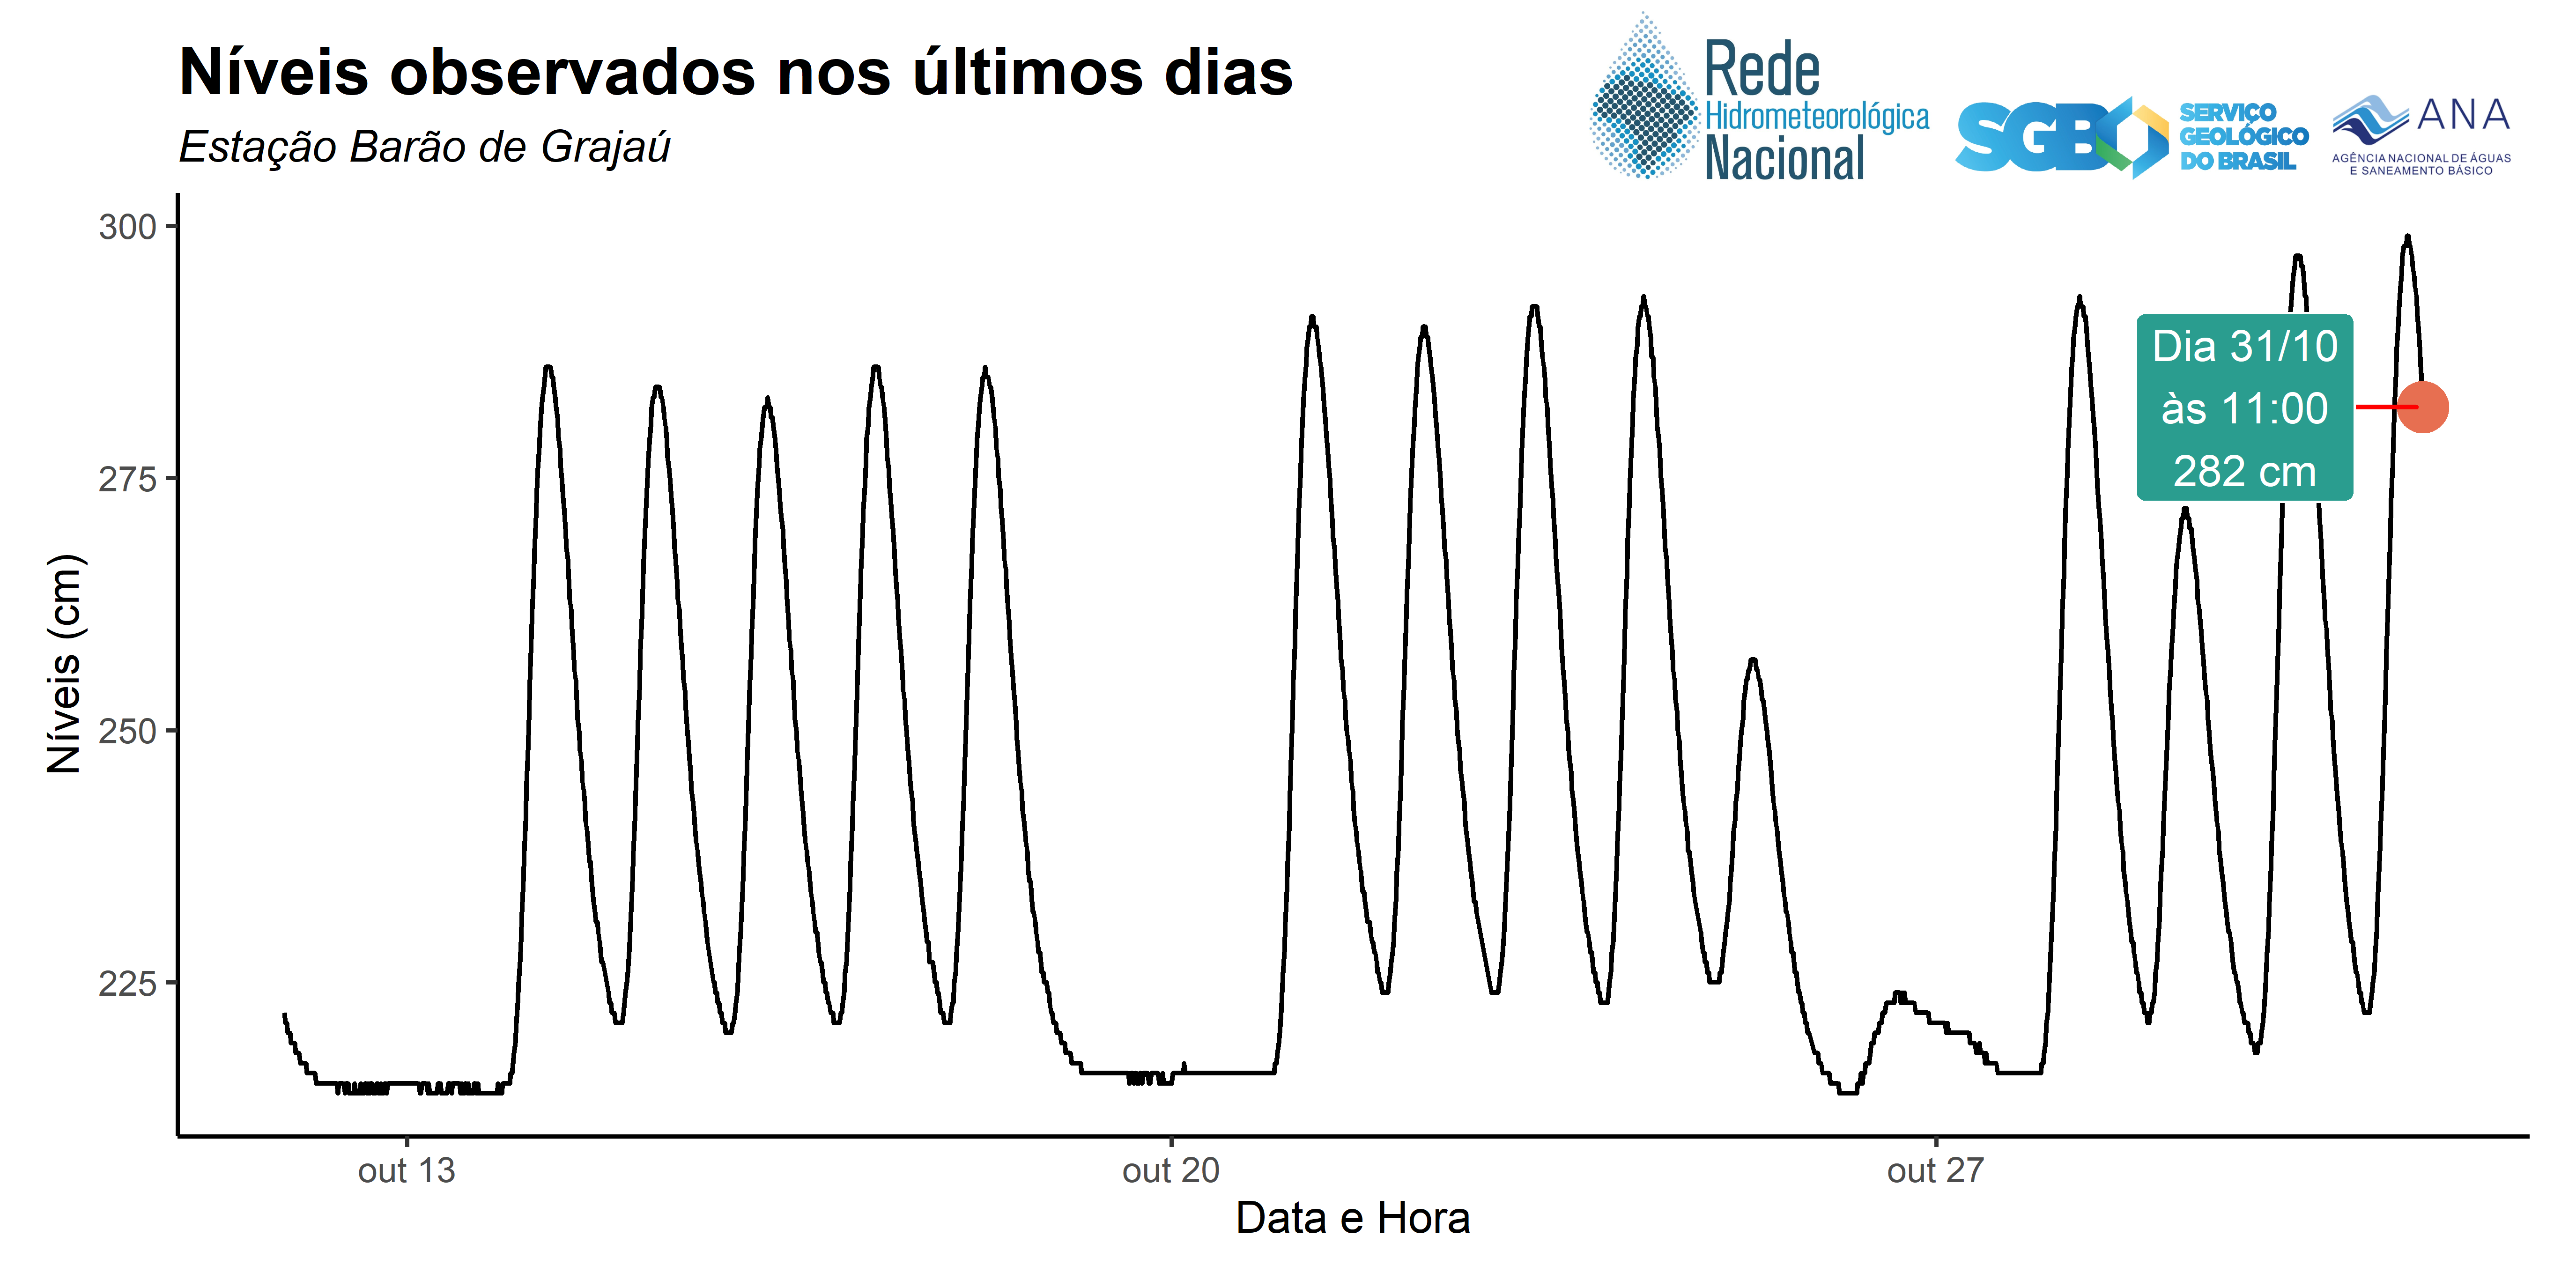 Níveis observados nos últimos dias
Estação Barão de Grajaú
Rede
Hidrometeorológica
Nacional
SGB
SERVIÇO
GEOLÓGICO
DO BRASIL
ANA
AGÊNCIA NACIONAL DE ÁGUAS
E SANEAMENTO BÁSICO
Níveis (cm)
300
275
250
225
Dia 31/10
às 11:00
282 cm
out 13
out 20
out 27
Data e Hora